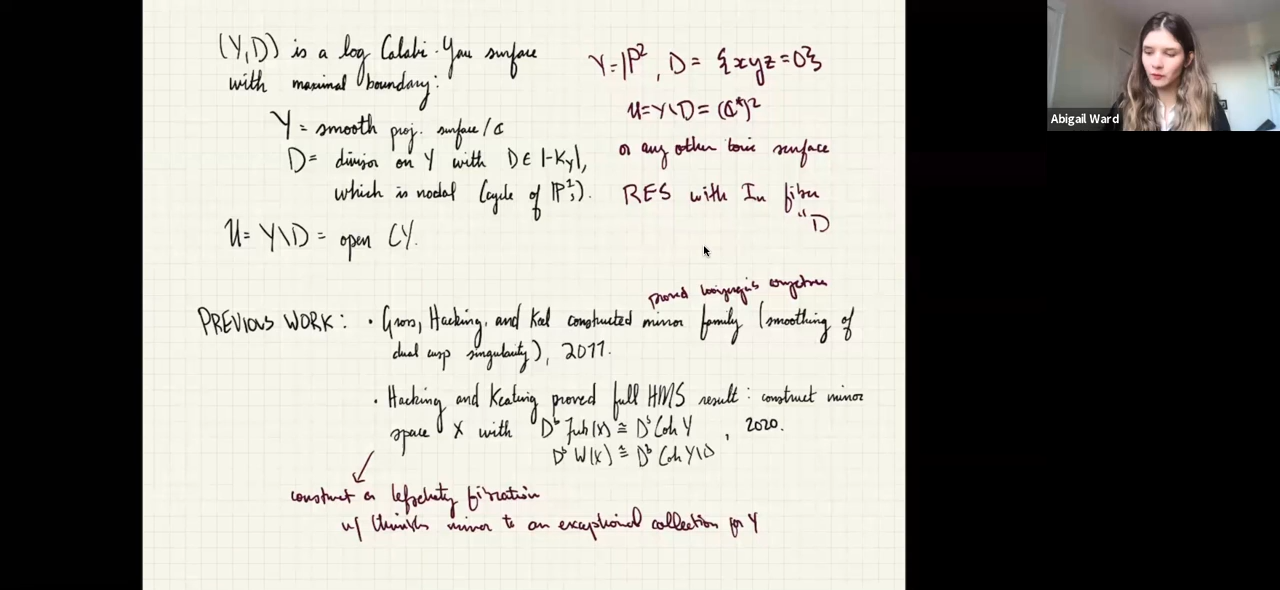 (Y,D) is a log Calabi-Yau surface
with maximal boundary:
Y = smooth proj. surface/ℂ
D = divisor on Y with D ∈ |-K_Y|,
which is nodal (cycle of ℙ¹'s).
U = Y\D = open CY.
Y = ℙ², D = {xyz = 0}
U = Y\D = (ℂ*)²
or any other toric surface
RES with In fiber
" D
proved Looijenga's conjecture
PREVIOUS WORK: • Gross, Hacking, and Keel constructed mirror family (smoothing of
dual cusp singularity), 2011.
• Hacking and Keating proved full HMS result: construct mirror
space X with D^b Fuk(X) ≅ D^b Coh Y , 2020.
D^b W(X) ≅ D^b Coh Y\D
construct a Lefschetz fibration
w/ thimbles mirror to an exceptional collection for Y
Abigail Ward